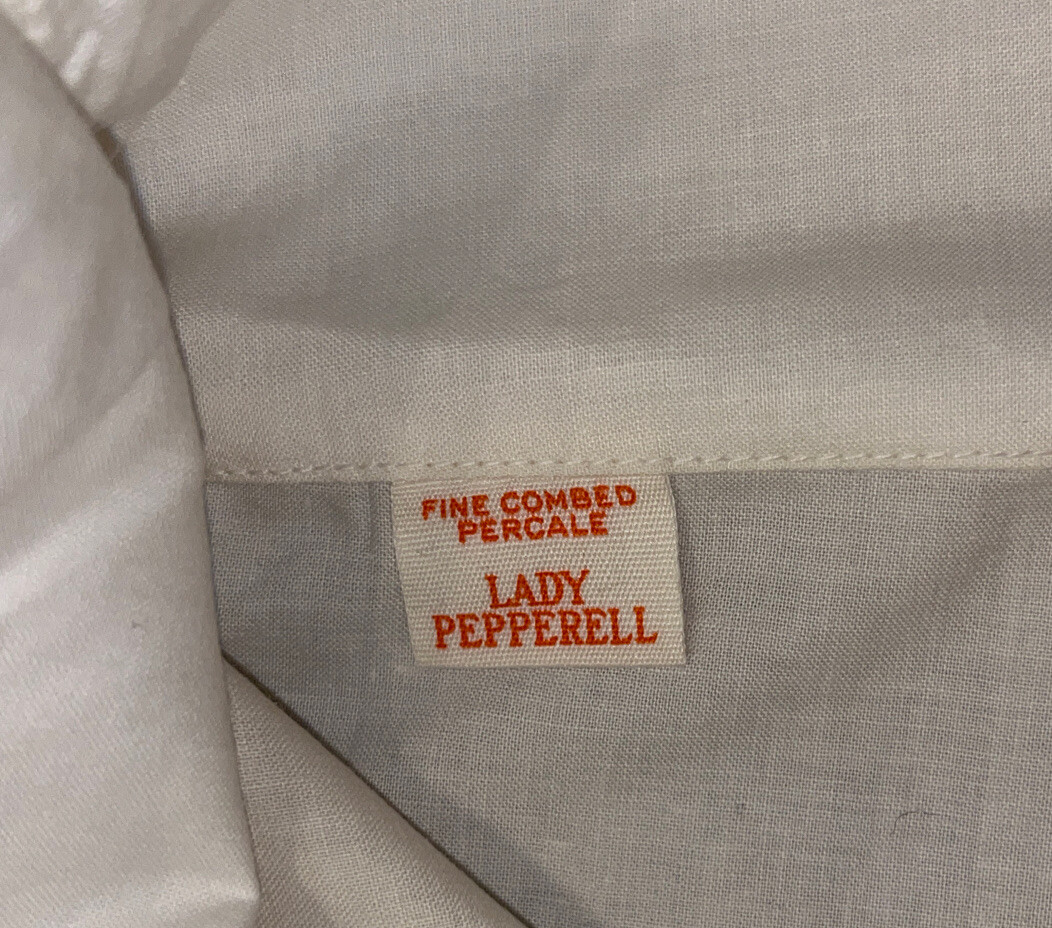 FINE COMBED
PERCALE
LADY
PEPPERELL